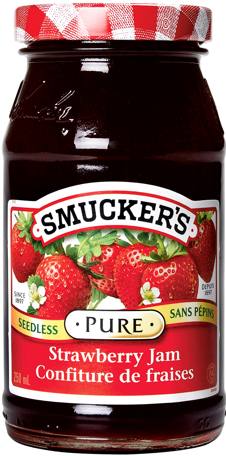 SMUCKER'S
SINCE 1897
DEPUIS 1897
SEEDLESS
· PURE ·
SANS PÉPINS
Strawberry Jam
Confiture de fraises
250 mL